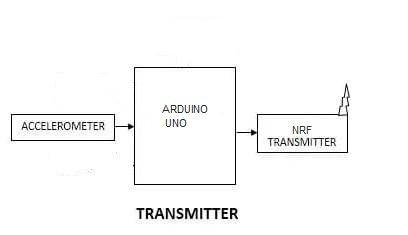 ARDUINO
UNO
ACCELEROMETER
NRF
TRANSMITTER
TRANSMITTER